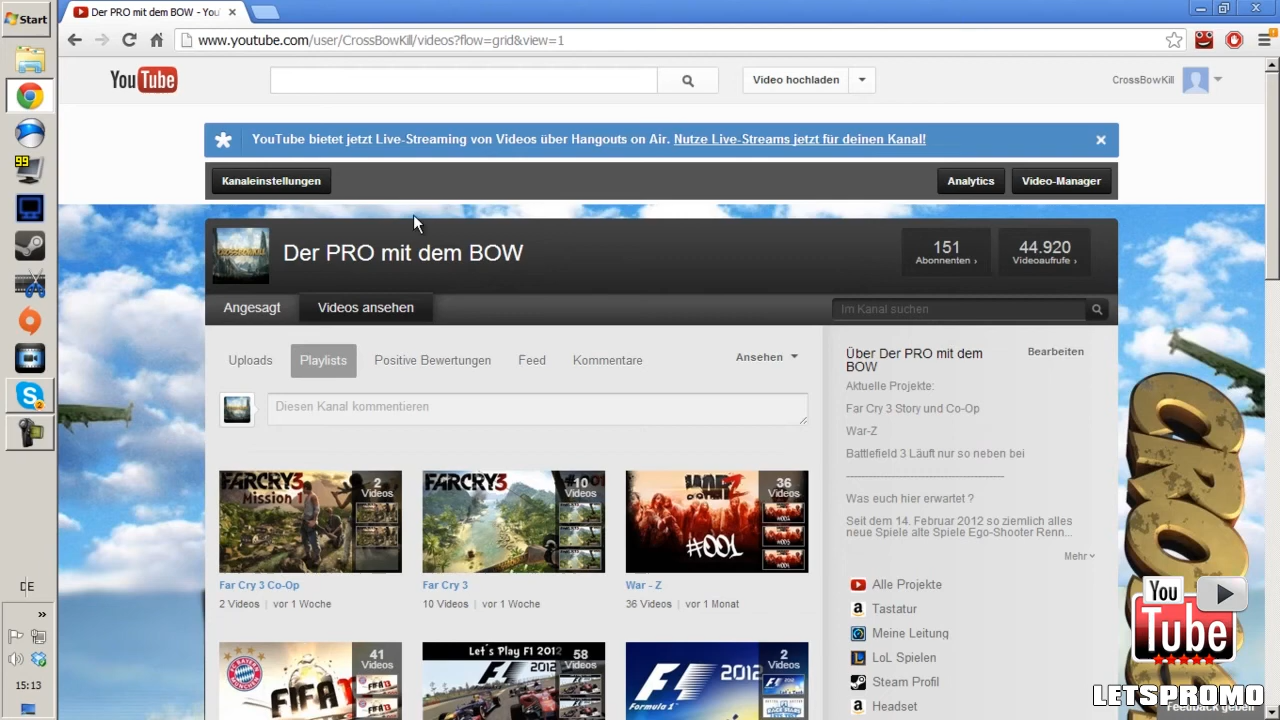 Start
Der PRO mit dem BOW - You
www.youtube.com/user/CrossBowKill/videos?flow=grid&view=1
YouTube
Video hochladen
CrossBowKill
YouTube bietet jetzt Live-Streaming von Videos über Hangouts on Air. Nutze Live-Streams jetzt für deinen Kanal!
Kanaleinstellungen
Analytics
Video-Manager
Der PRO mit dem BOW
151
Abonnenten ›
44.920
Videoaufrufe ›
Angesagt
Videos ansehen
Im Kanal suchen
Uploads
Playlists
Positive Bewertungen
Feed
Kommentare
Ansehen
Diesen Kanal kommentieren
FARCRY3
Mission 1
2
Videos
FARCRY3
#001
10
Videos
WAR Z
#001
36
Videos
Far Cry 3 Co-Op
2 Videos | vor 1 Woche
Far Cry 3
10 Videos | vor 1 Woche
War - Z
36 Videos | vor 1 Monat
41
Videos
Let's Play F1 2012
58
Videos
2012
Formula 1
2
Videos
Über Der PRO mit dem
BOW
Bearbeiten
Aktuelle Projekte:
Far Cry 3 Story und Co-Op
War-Z
Battlefield 3 Läuft nur so neben bei
Was euch hier erwartet ?
Seit dem 14. Februar 2012 so ziemlich alles
neue Spiele alte Spiele Ego-Shooter Renn...
Mehr
Alle Projekte
Tastatur
Meine Leitung
LoL Spielen
Steam Profil
Headset
You
Tube
LETSPROMO
Feedback geben
99
E
»
15:13